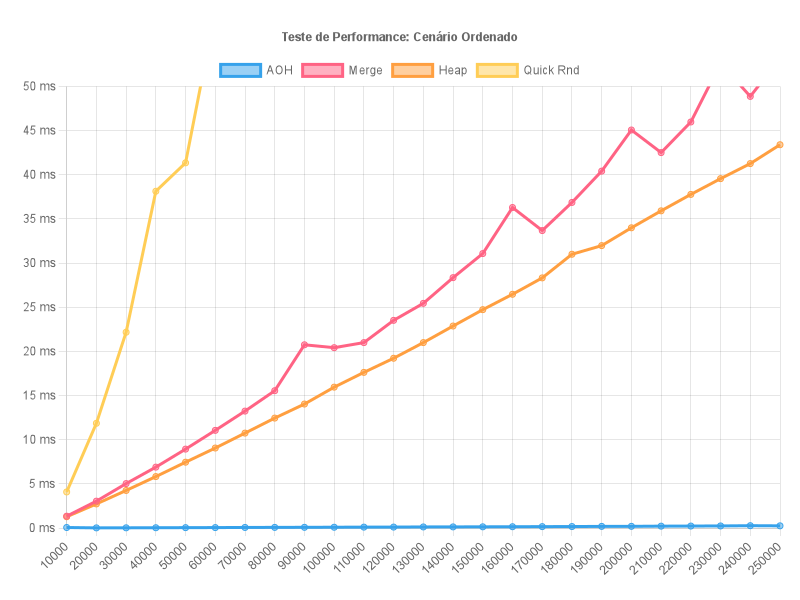 Teste de Performance: Cenário Ordenado
AOH Merge Heap Quick Rnd
50 ms
45 ms
40 ms
35 ms
30 ms
25 ms
20 ms
15 ms
10 ms
5 ms
0 ms
10000 20000 30000 40000 50000 60000 70000 80000 90000 100000 110000 120000 130000 140000 150000 160000 170000 180000 190000 200000 210000 220000 230000 240000 250000